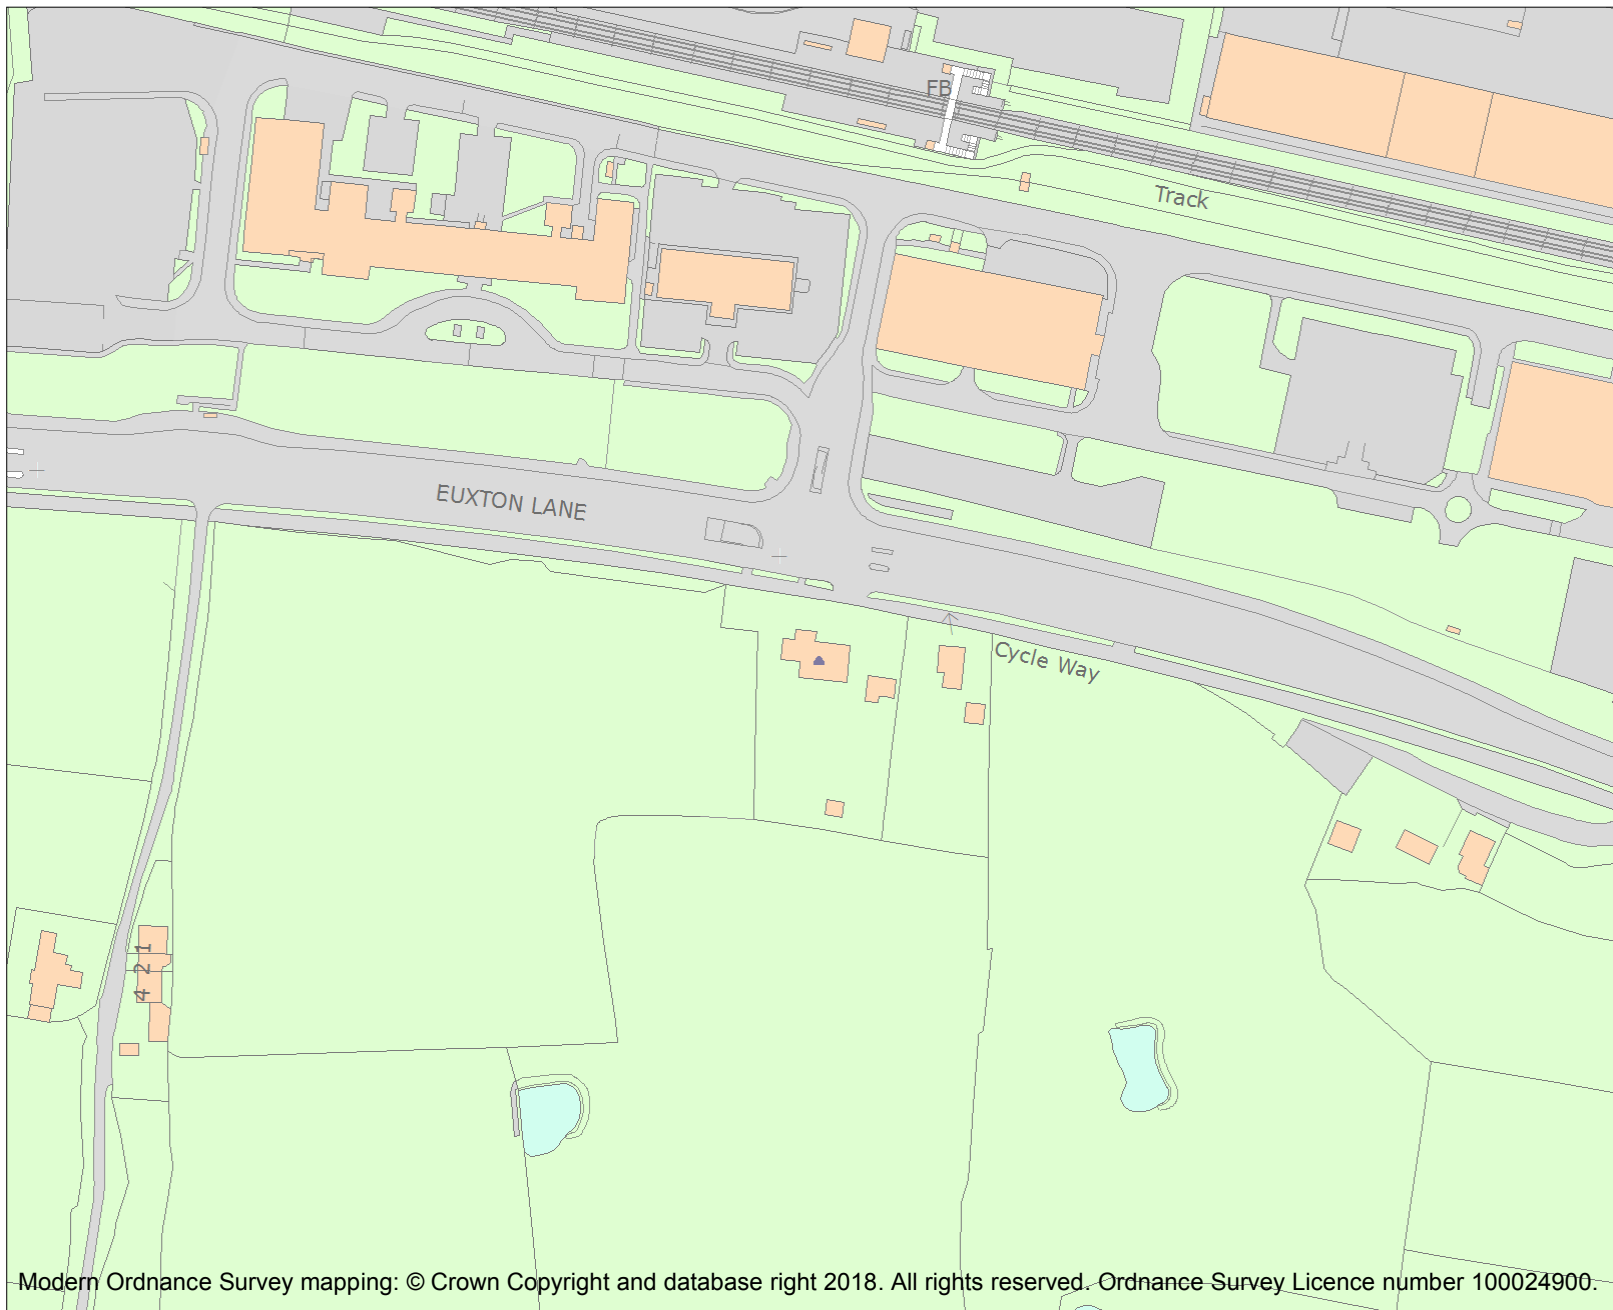 FB
Track
EUXTON LANE
Cycle Way
1
2
4
Modern Ordnance Survey mapping: © Crown Copyright and database right 2018. All rights reserved. Ordnance Survey Licence number 100024900.